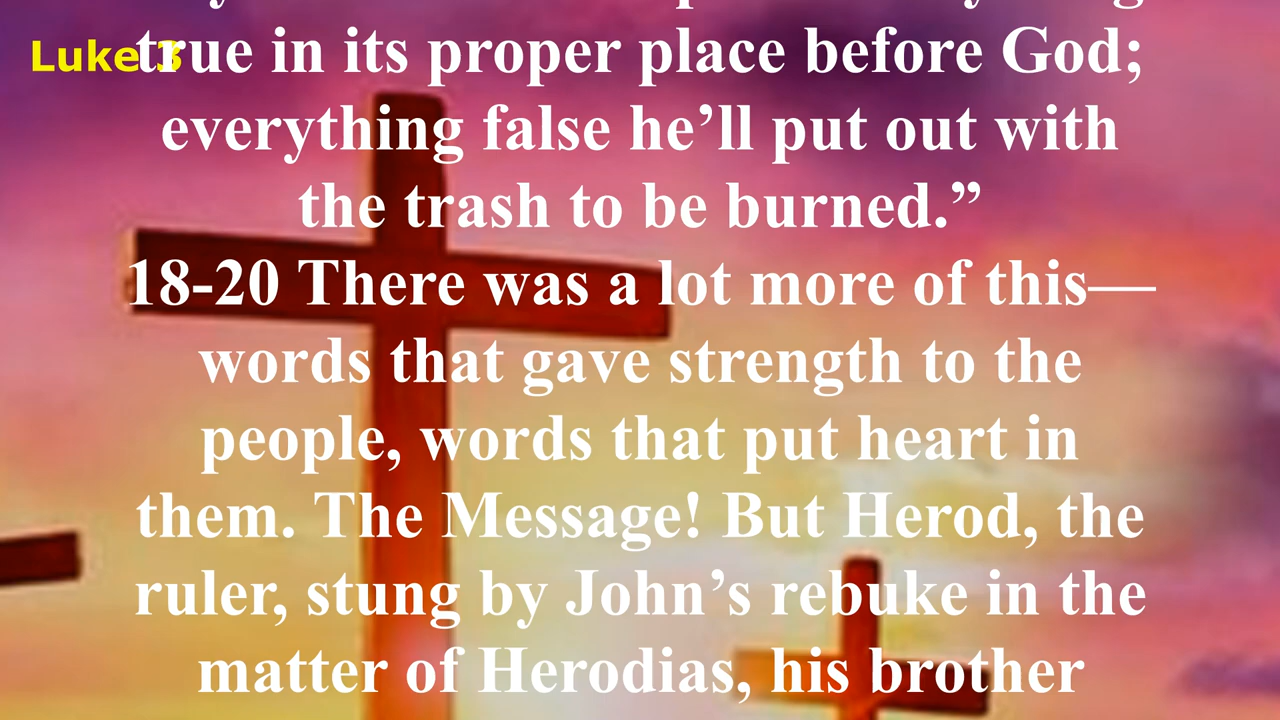 Luke 3
true in its proper place before God;
everything false he’ll put out with
the trash to be burned.”
18-20 There was a lot more of this—
words that gave strength to the
people, words that put heart in
them. The Message! But Herod, the
ruler, stung by John’s rebuke in the
matter of Herodias, his brother